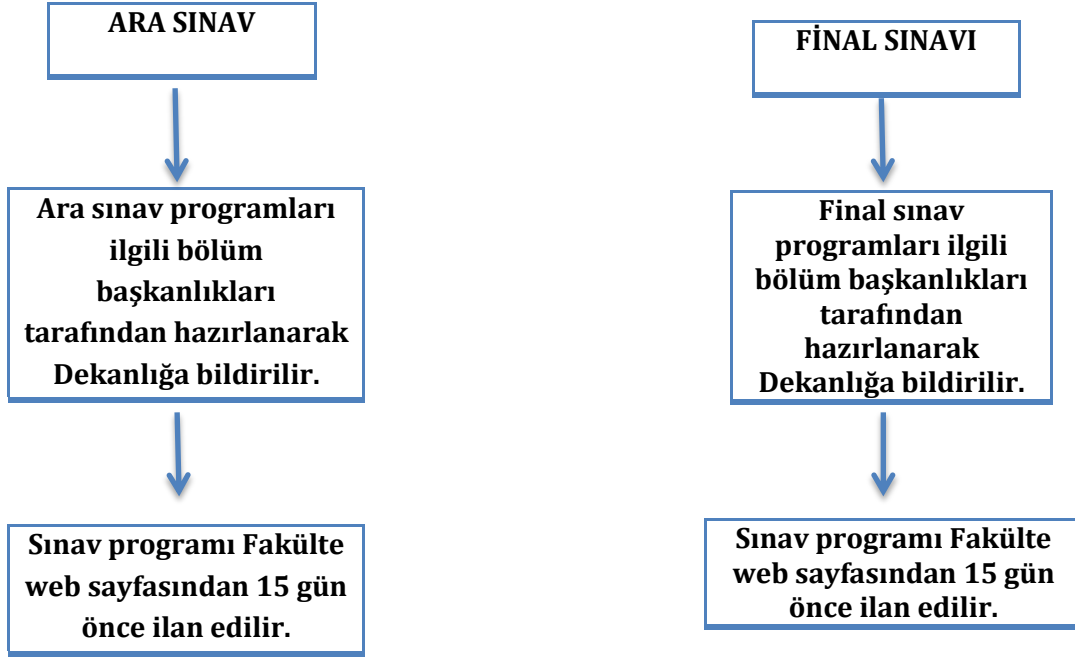 ARA SINAV
FİNAL SINAVI
Ara sınav programları
ilgili bölüm
başkanlıkları
tarafından hazırlanarak
Dekanlığa bildirilir.
Final sınav
programları ilgili
bölüm başkanlıkları
tarafından
hazırlanarak
Dekanlığa bildirilir.
Sınav programı Fakülte
web sayfasından 15 gün
önce ilan edilir.
Sınav programı Fakülte
web sayfasından 15 gün
önce ilan edilir.